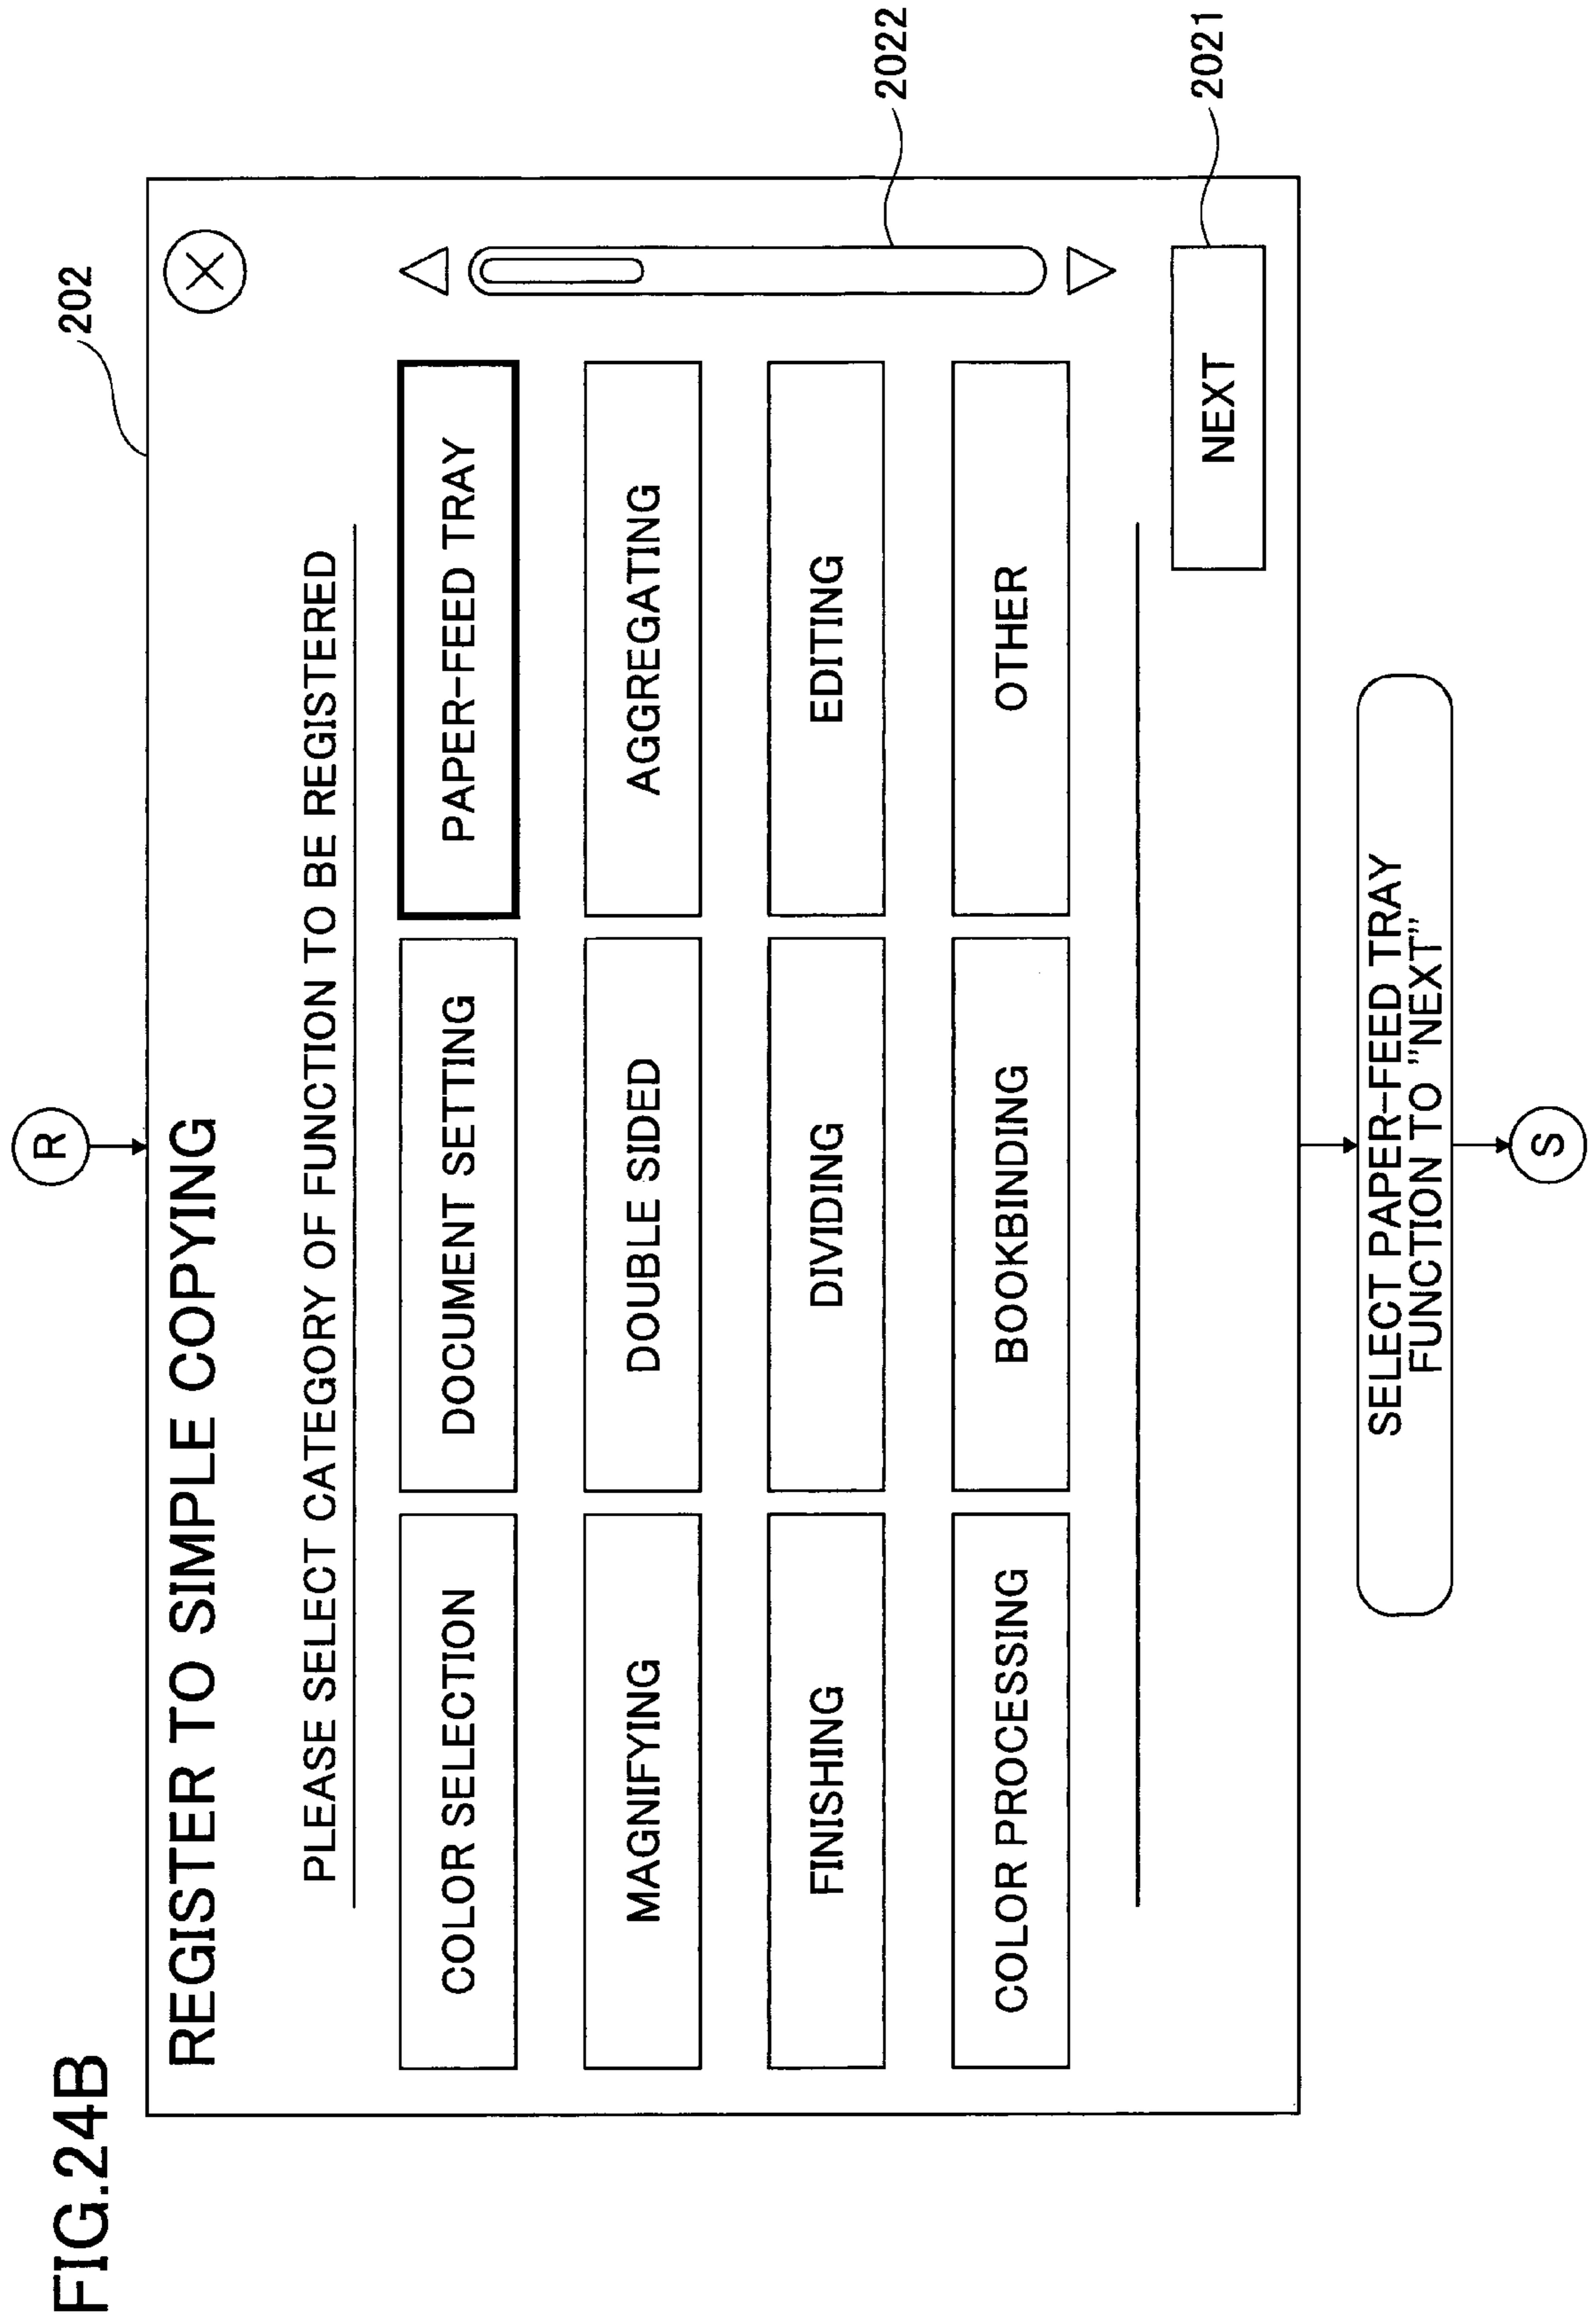 FIG.24B
R
202
REGISTER TO SIMPLE COPYING
X
PLEASE SELECT CATEGORY OF FUNCTION TO BE REGISTERED
COLOR SELECTION
DOCUMENT SETTING
PAPER-FEED TRAY
MAGNIFYING
DOUBLE SIDED
AGGREGATING
FINISHING
DIVIDING
EDITING
2022
COLOR PROCESSING
BOOKBINDING
OTHER
NEXT
2021
SELECT PAPER-FEED TRAY
FUNCTION TO "NEXT"
S